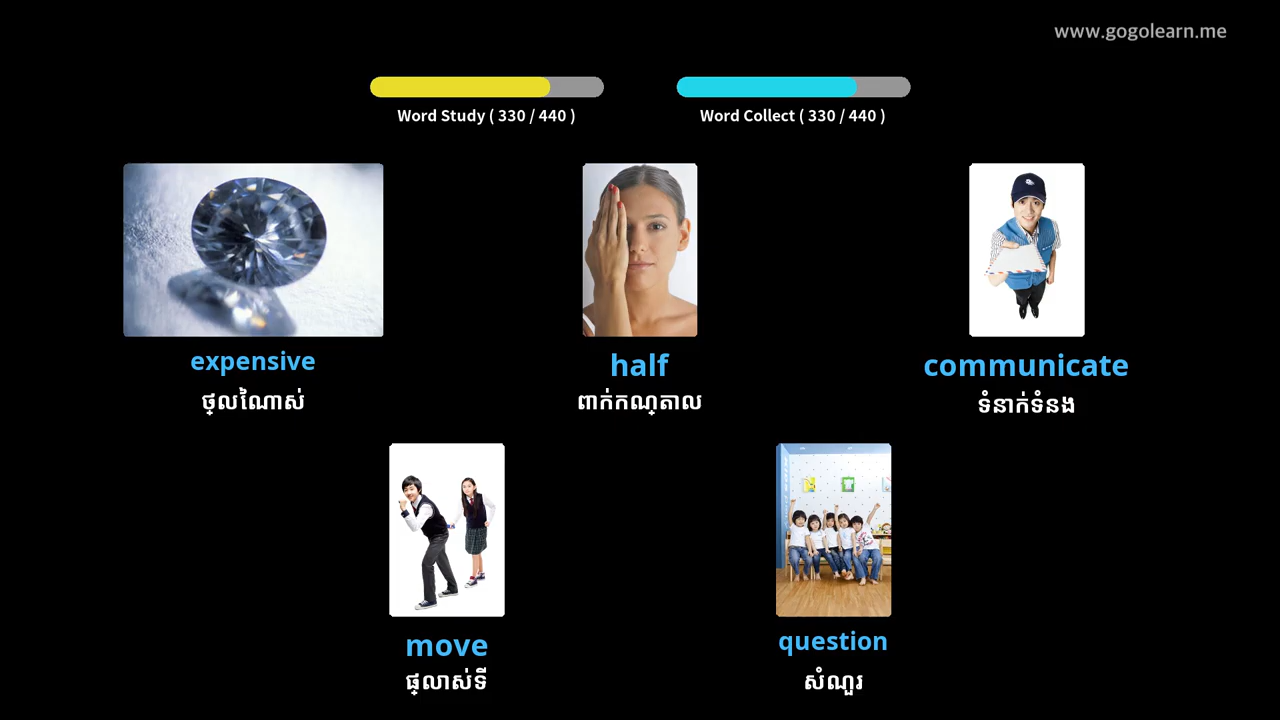 www.gogolearn.me
Word Study ( 330 / 440 )
Word Collect ( 330 / 440 )
expensive
ថ្លៃណាស់
half
ពាក់កណ្តាល
communicate
ទំនាក់ទំនង
move
ផ្លាស់ទី
question
សំណួរ